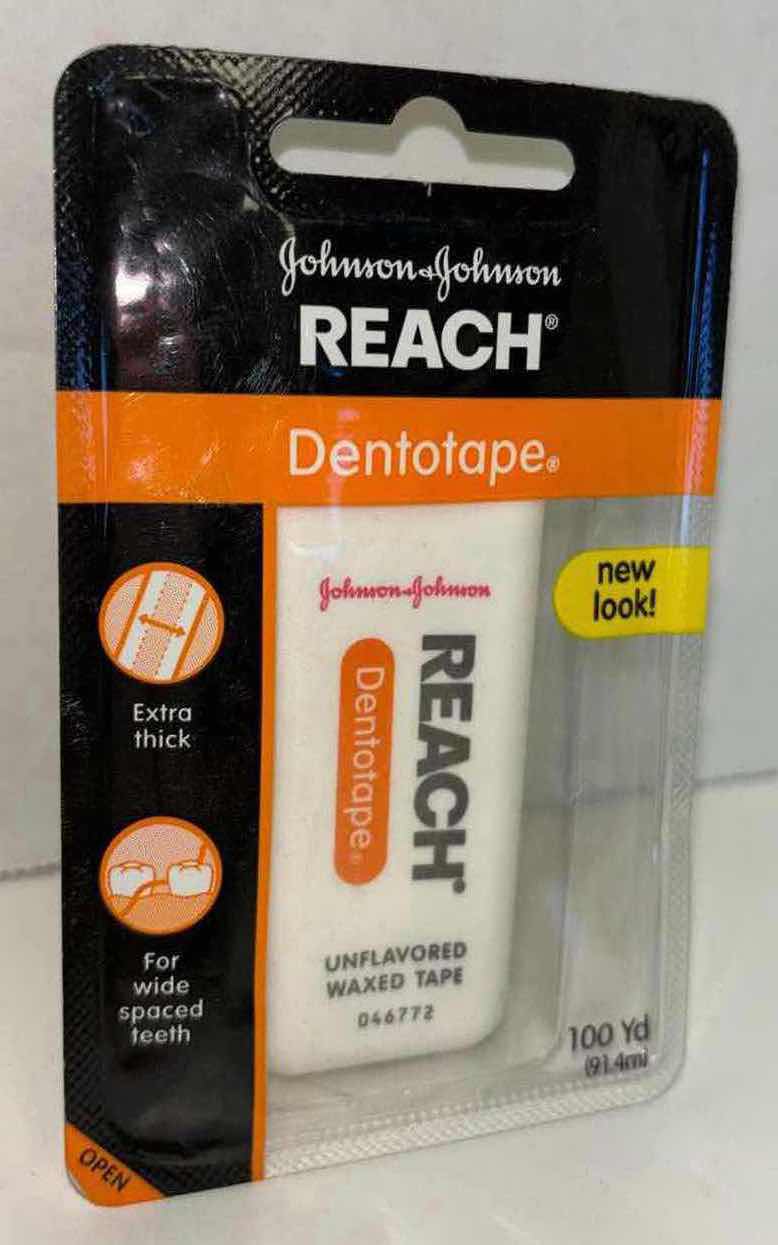 Johnson & Johnson
REACH®
Dentotape®
new
look!
Extra
thick
For
wide
spaced
teeth
Johnson & Johnson
REACH®
Dentotape®
UNFLAVORED
WAXED TAPE
046772
100 Yd
(91.4m)
OPEN